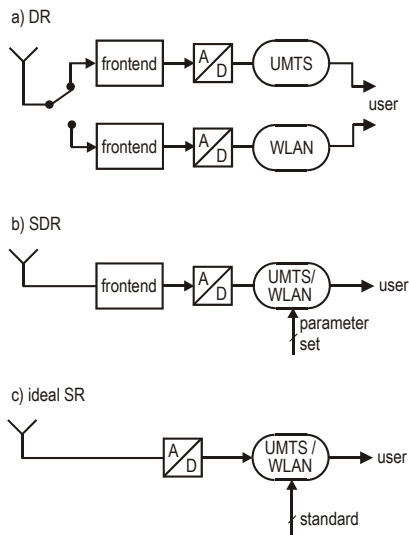 a) DR
frontend A D UMTS
user
frontend A D WLAN
b) SDR
frontend A D UMTS/
WLAN user
parameter
set
c) ideal SR
A D UMTS /
WLAN user
standard